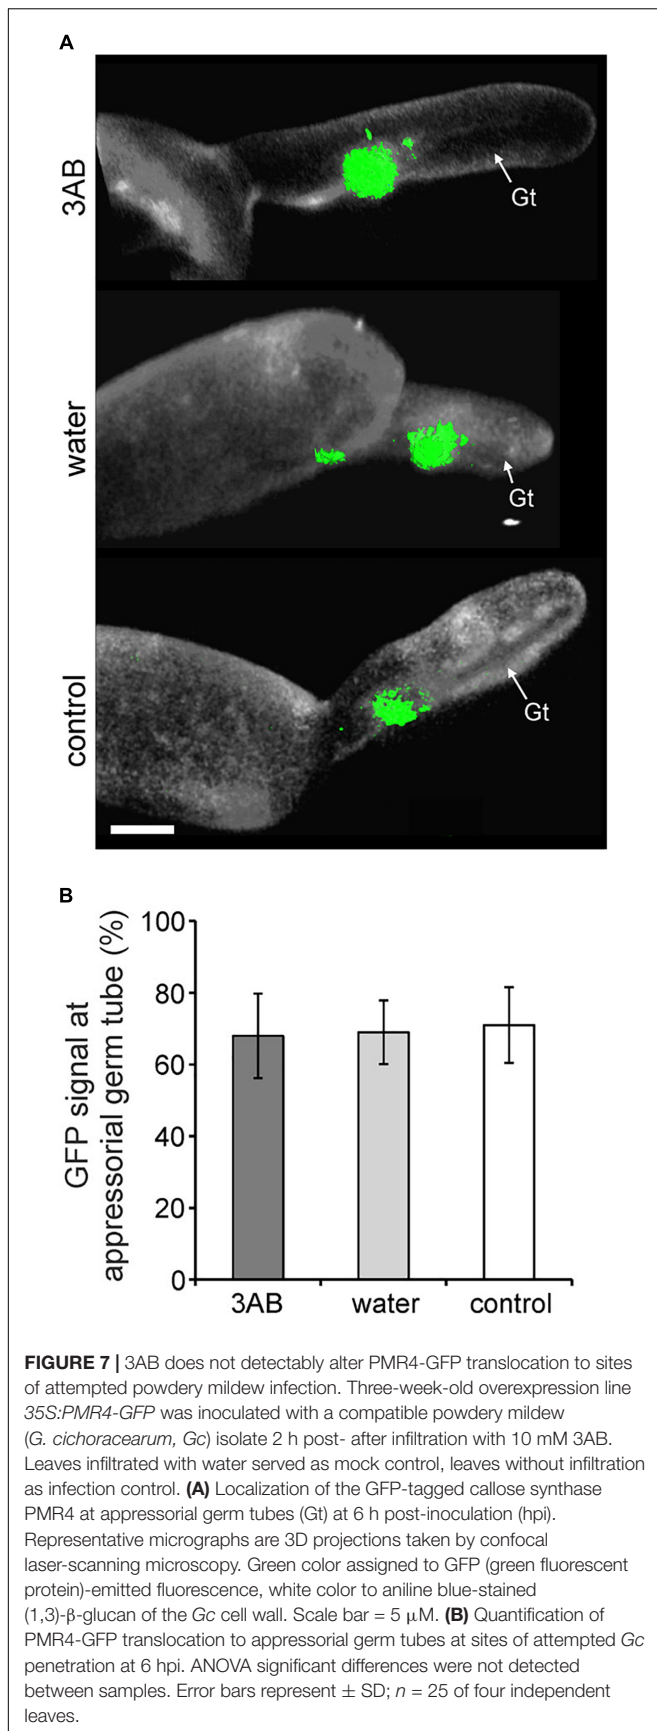 A
3AB
Gt
water
Gt
control
Gt
B
GFP signal at
appressorial germ tube (%)
100
80
60
40
20
0
3AB water control
FIGURE 7 | 3AB does not detectably alter PMR4-GFP translocation to sites
of attempted powdery mildew infection. Three-week-old overexpression line
35S:PMR4-GFP was inoculated with a compatible powdery mildew
(G. cichoracearum, Gc) isolate 2 h post- after infiltration with 10 mM 3AB.
Leaves infiltrated with water served as mock control, leaves without infiltration
as infection control. (A) Localization of the GFP-tagged callose synthase
PMR4 at appressorial germ tubes (Gt) at 6 h post-inoculation (hpi).
Representative micrographs are 3D projections taken by confocal
laser-scanning microscopy. Green color assigned to GFP (green fluorescent
protein)-emitted fluorescence, white color to aniline blue-stained
(1,3)-β-glucan of the Gc cell wall. Scale bar = 5 μM. (B) Quantification of
PMR4-GFP translocation to appressorial germ tubes at sites of attempted Gc
penetration at 6 hpi. ANOVA significant differences were not detected
between samples. Error bars represent ± SD; n = 25 of four independent
leaves.